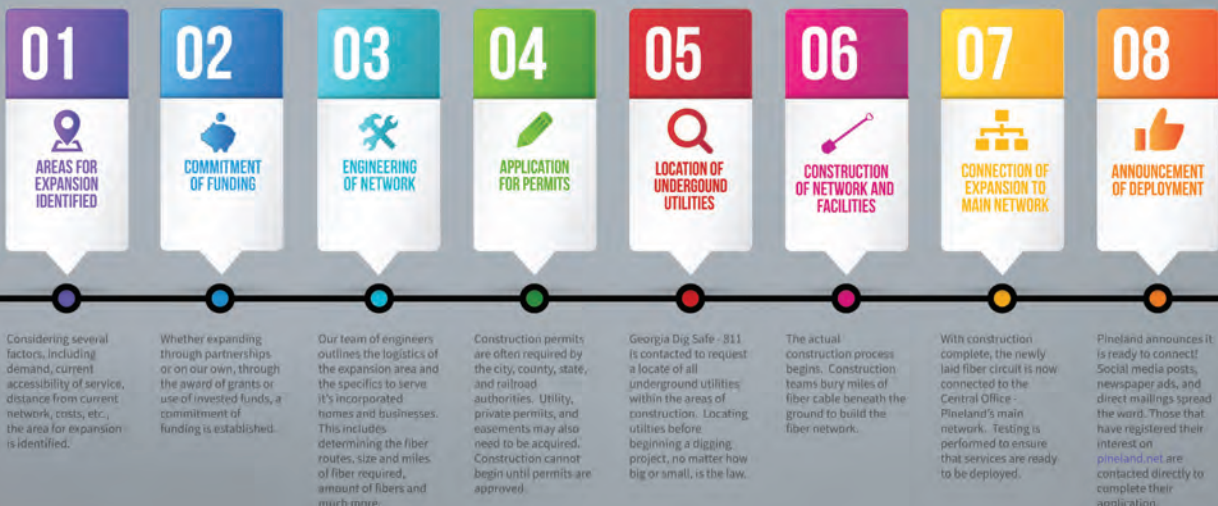 01
AREAS FOR
EXPANSION
IDENTIFIED
Considering several
factors, including
demand, current
accessibility of service,
distance from current
network, costs, etc.,
the area for expansion
is identified.
02
COMMITMENT
OF FUNDING
Whether expanding
through partnerships
or on our own, through
the award of grants or
use of invested funds, a
commitment of
funding is established.
03
ENGINEERING
OF NETWORK
Our team of engineers
outlines the logistics of
the expansion area and
the specifics to serve
it's incorporated
homes and businesses.
This includes
determining the fiber
routes, size and miles
of fiber required,
amount of fibers and
much more.
04
APPLICATION
FOR PERMITS
Construction permits
are often required by
the city, county, state,
and railroad
authorities. Utility,
private permits, and
easements may also
need to be acquired.
Construction cannot
begin until permits are
approved.
05
LOCATION OF
UNDERGOUND
UTILITIES
Georgia Dig Safe - 811
is contacted to request
a locate of all
underground utilities
within the areas of
construction. Locating
utilties before
beginning a digging
project, no matter how
big or small, is the law.
06
CONSTRUCTION
OF NETWORK AND
FACILITIES
The actual
construction process
begins. Construction
teams bury miles of
fiber cable beneath the
ground to build the
fiber network.
07
CONNECTION OF
EXPANSION TO
MAIN NETWORK
With construction
complete, the newly
laid fiber circuit is now
connected to the
Central Office -
Pineland's main
network. Testing is
performed to ensure
that services are ready
to be deployed.
08
ANNOUNCEMENT
OF DEPLOYMENT
Pineland announces it
is ready to connect!
Social media posts,
newspaper ads, and
direct mailings spread
the word. Those that
have registered their
interest on
pineland.net are
contacted directly to
complete their
application.